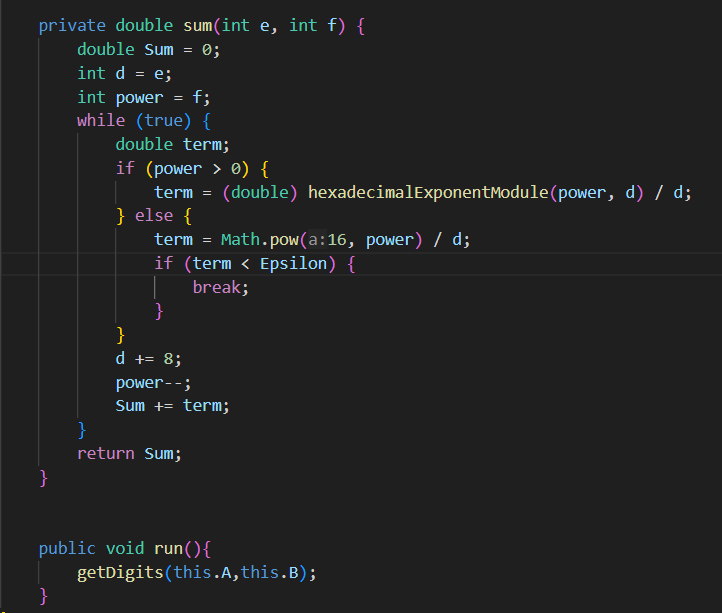 private double sum(int e, int f) {
double Sum = 0;
int d = e;
int power = f;
while (true) {
double term;
if (power > 0) {
term = (double) hexadecimalExponentModule(power, d) / d;
} else {
term = Math.pow(a:16, power) / d;
if (term < Epsilon) {
break;
}
}
d += 8;
power--;
Sum += term;
}
return Sum;
}
public void run(){
getDigits(this.A,this.B);
}